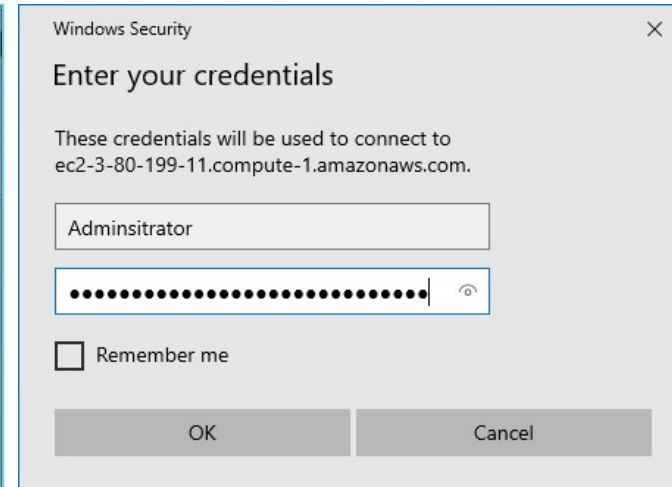 Windows Security
Enter your credentials
These credentials will be used to connect to
ec2-3-80-199-11.compute-1.amazonaws.com.
Adminsitrator
●●●●●●●●●●●●●●●●●●●●●●●●●●●●●
Remember me
OK
Cancel